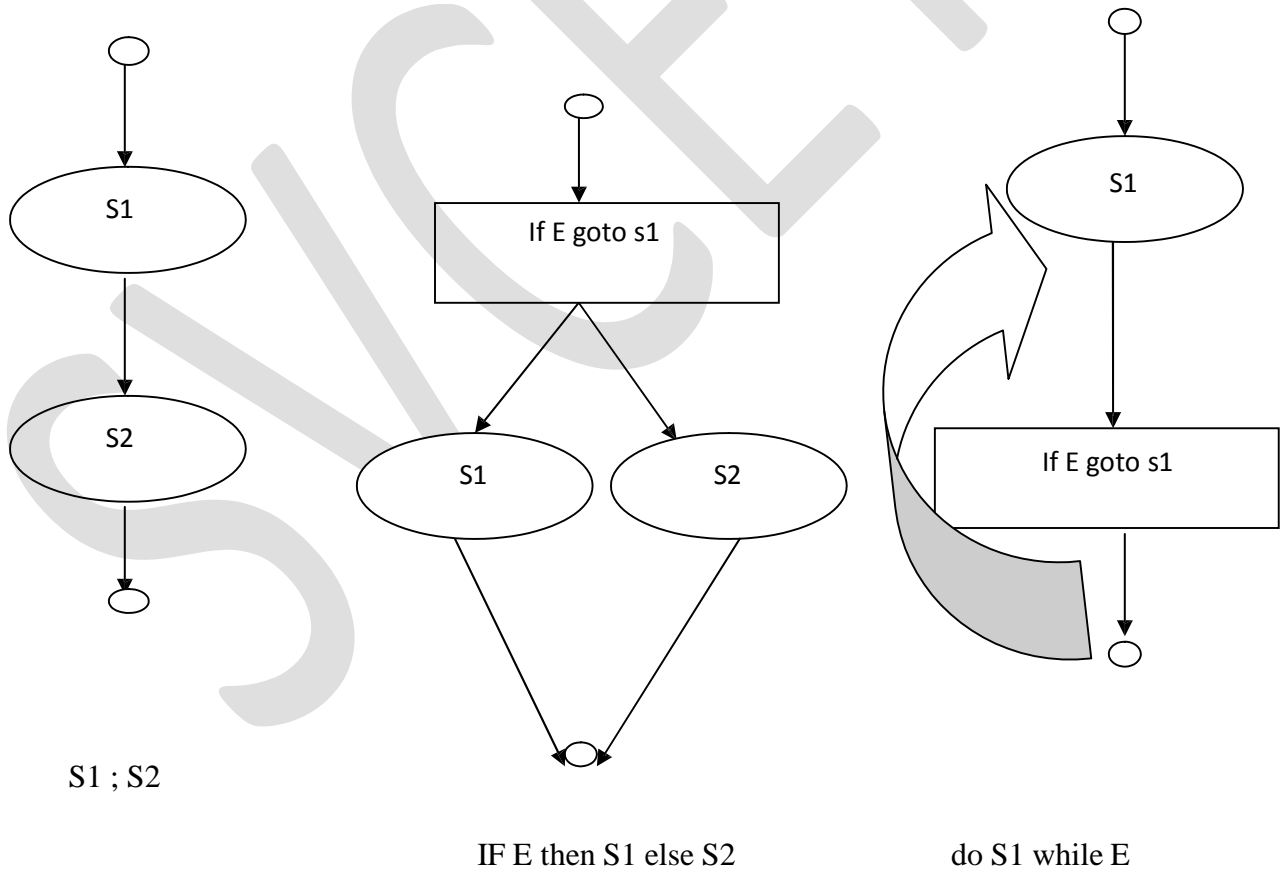 S1
S2
S1 ; S2
If E goto s1
S1
S2
IF E then S1 else S2
S1
If E goto s1
do S1 while E